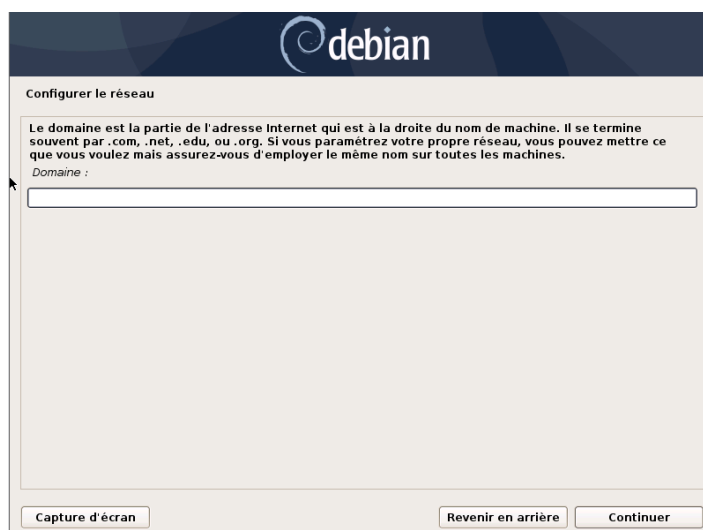 debian
Configurer le réseau
Le domaine est la partie de l'adresse Internet qui est à la droite du nom de machine. Il se termine
souvent par .com, .net, .edu, ou .org. Si vous paramétrez votre propre réseau, vous pouvez mettre ce
que vous voulez mais assurez-vous d'employer le même nom sur toutes les machines.
Domaine :
Capture d'écran
Revenir en arrière
Continuer